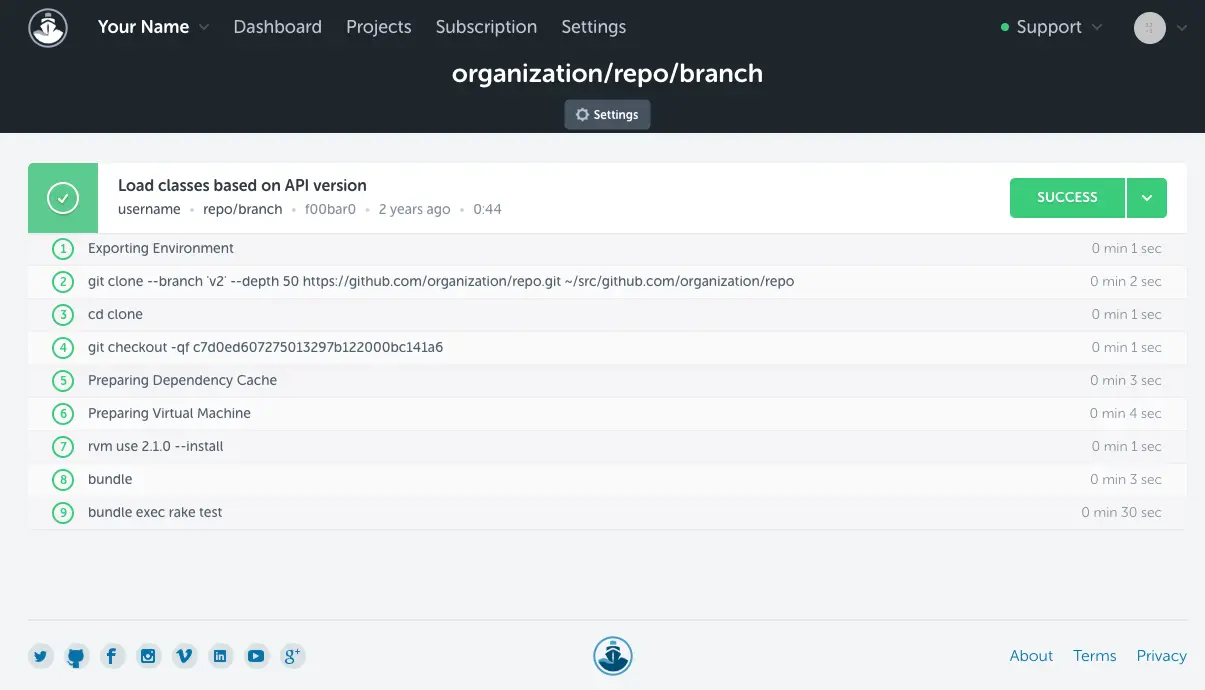 Your Name Dashboard Projects Subscription Settings Support
organization/repo/branch
Settings
Load classes based on API version
username • repo/branch • f00bar0 • 2 years ago • 0:44
SUCCESS
1 Exporting Environment 0 min 1 sec
2 git clone --branch 'v2' --depth 50 https://github.com/organization/repo.git ~/src/github.com/organization/repo 0 min 2 sec
3 cd clone 0 min 1 sec
4 git checkout -qf c7d0ed607275013297b122000bc141a6 0 min 1 sec
5 Preparing Dependency Cache 0 min 3 sec
6 Preparing Virtual Machine 0 min 4 sec
7 rvm use 2.1.0 --install 0 min 1 sec
8 bundle 0 min 3 sec
9 bundle exec rake test 0 min 30 sec
About Terms Privacy